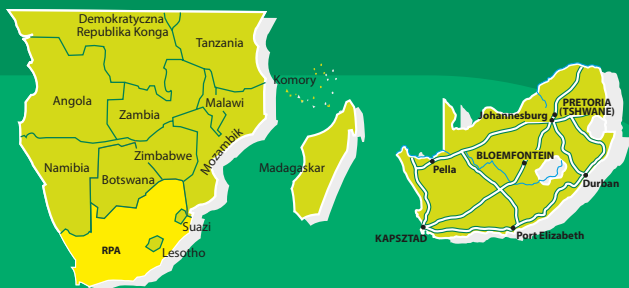 Demokratyczna
Republika Konga
Tanzania
Komory
Angola
Zambia
Malawi
Mozambik
Zimbabwe
Namibia
Botswana
Madagaskar
Suazi
RPA
Lesotho
Johannesburg
PRETORIA
(TSHWANE)
BLOEMFONTEIN
Pella
Durban
KAPSZTAD
Port Elizabeth